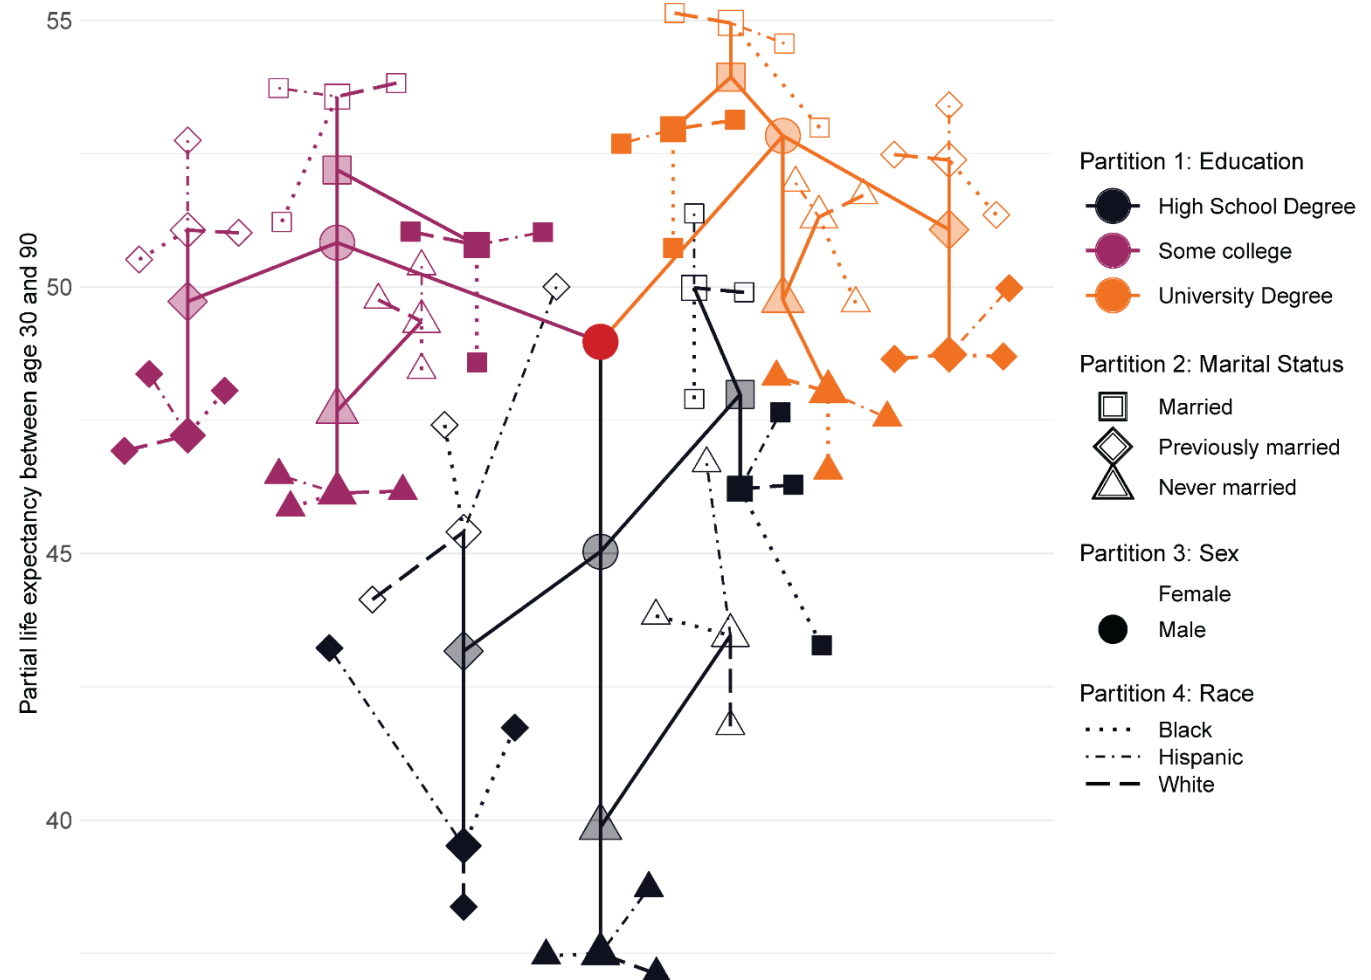 55
50
45
40
Partial life expectancy between age 30 and 90
Partition 1: Education
High School Degree
Some college
University Degree
Partition 2: Marital Status
Married
Previously married
Never married
Partition 3: Sex
Female
Male
Partition 4: Race
Black
Hispanic
White